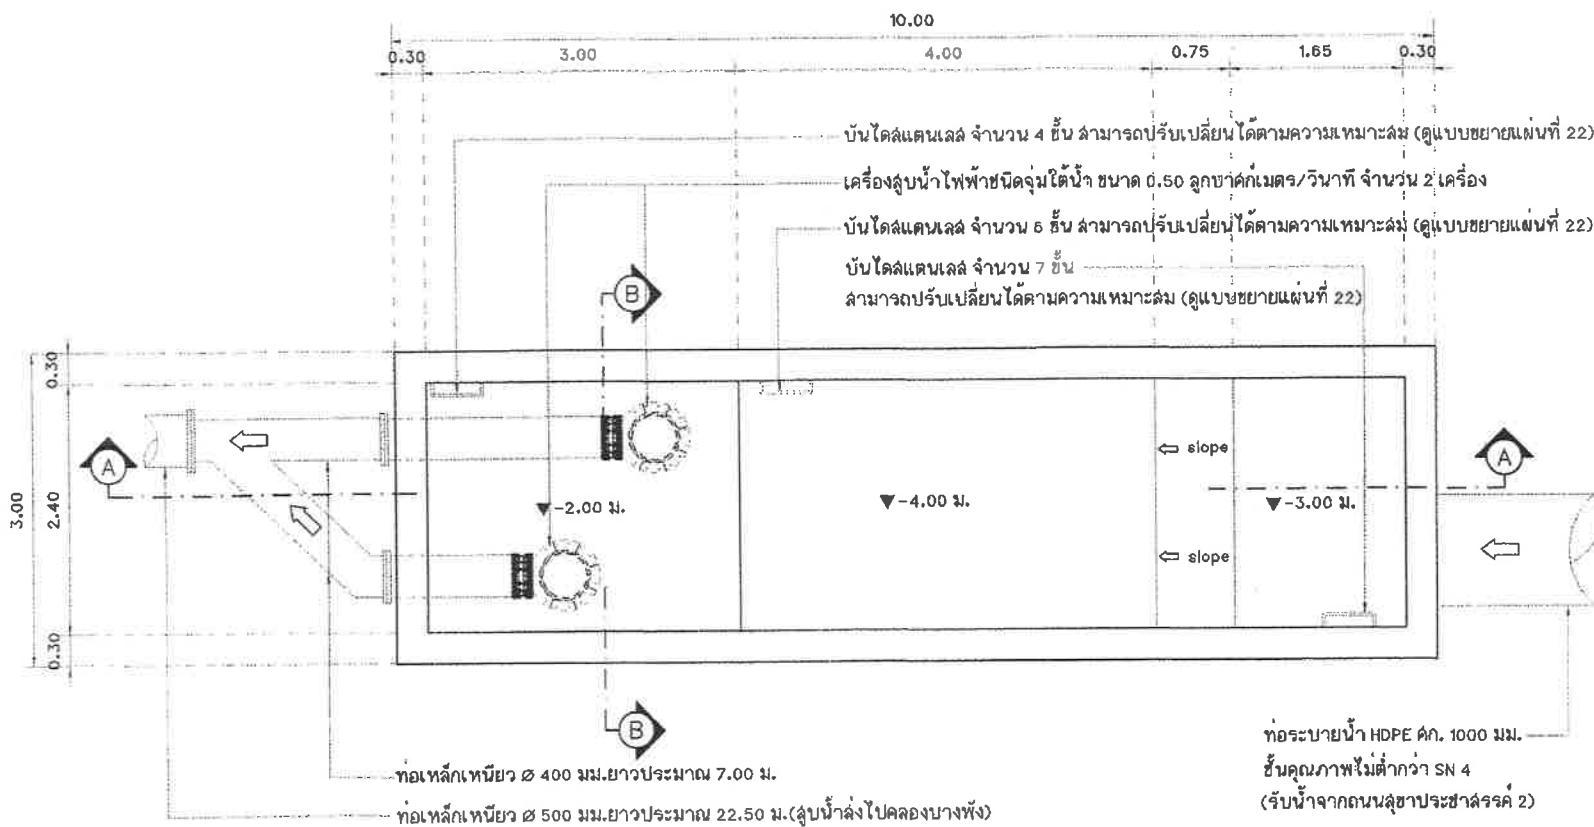 10.00
0.30 3.00 4.00 0.75 1.65 0.30
บันไดสแตนเลส จำนวน 4 ขั้น สามารถปรับเปลี่ยนได้ตามความเหมาะสม (ดูแบบขยายแผ่นที่ 22)
เครื่องสูบน้ำไฟฟ้าชนิดจุ่มใต้น้ำ ขนาด 0.50 ลูกบาศก์เมตร/วินาที จำนวน 2 เครื่อง
บันไดสแตนเลส จำนวน 6 ขั้น สามารถปรับเปลี่ยนได้ตามความเหมาะสม (ดูแบบขยายแผ่นที่ 22)
บันไดสแตนเลส จำนวน 7 ขั้น
สามารถปรับเปลี่ยนได้ตามความเหมาะสม (ดูแบบขยายแผ่นที่ 22)
B
0.30
A
slope
A
3.00
2.40
-2.00 ม.
-4.00 ม.
-3.00 ม.
slope
0.30
B
ท่อระบายน้ำ HDPE ศก. 1000 มม.
ชั้นคุณภาพไม่ต่ำกว่า SN 4
(รับน้ำจากถนนสุขาประชาสรรค์ 2)
ท่อเหล็กเหนียว Ø 400 มม.ยาวประมาณ 7.00 ม.
ท่อเหล็กเหนียว Ø 500 มม.ยาวประมาณ 22.50 ม.(สูบน้ำส่งไปคลองบางพัง)